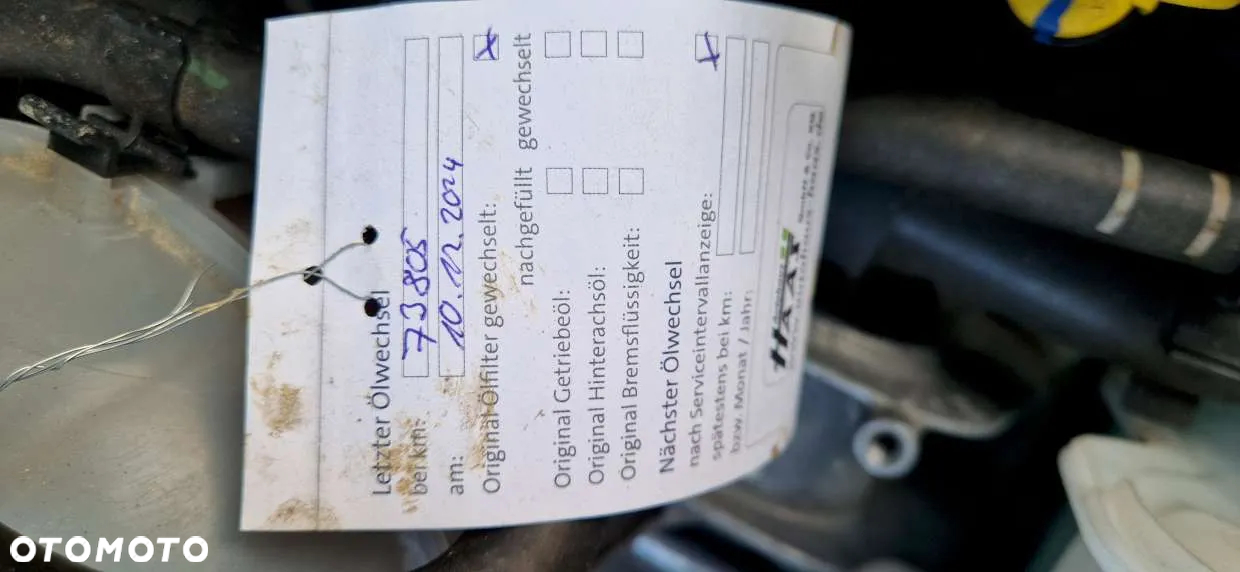 Letzter Ölwechsel
bei km: 73805
am: 10.12.2024
Original Ölfilter gewechselt: x
nachgefüllt gewechselt
Original Getriebeöl:
Original Hinterachsöl:
Original Bremsflüssigkeit:
Nächster Ölwechsel
nach Serviceintervallanzeige: x
spätestens bei km:
bzw. Monat / Jahr:
OTOMOTO